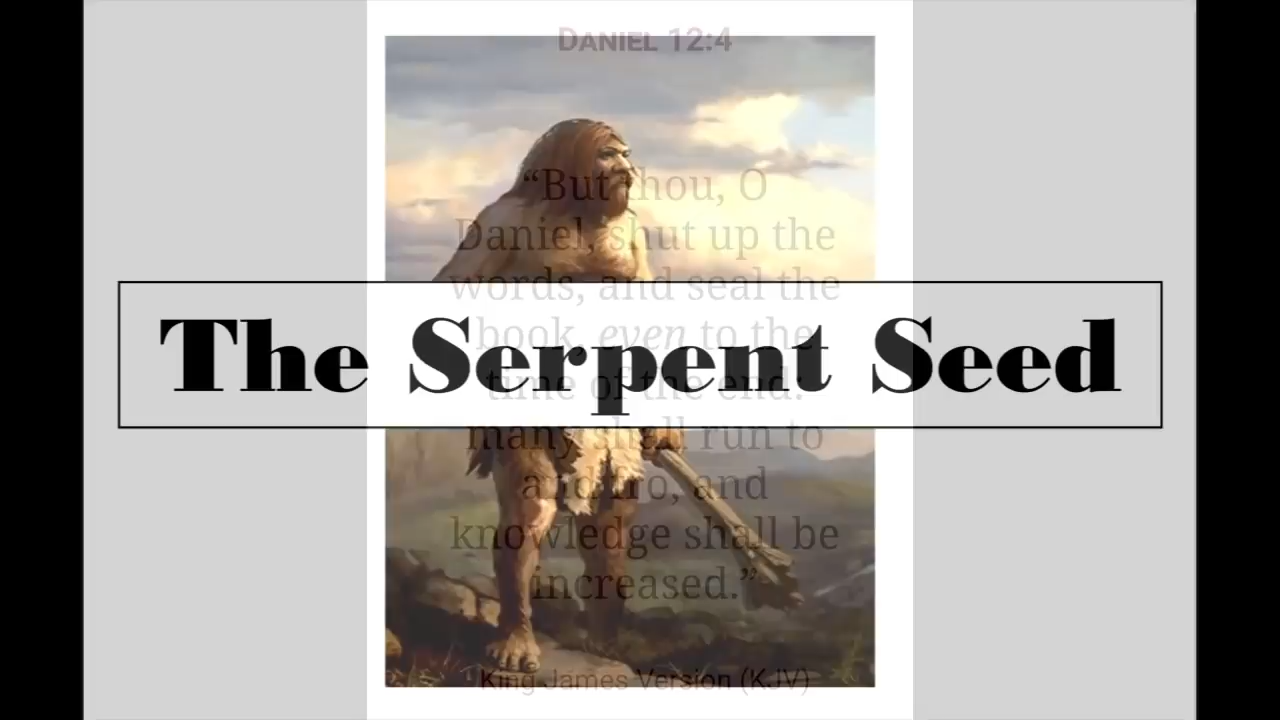 DANIEL 12:4
“But thou, O
Daniel, shut up the
words, and seal the
book, even to the
The Serpent Seed
time of the end:
many shall run to
and fro, and
knowledge shall be
increased.”
King James Version (KJV)